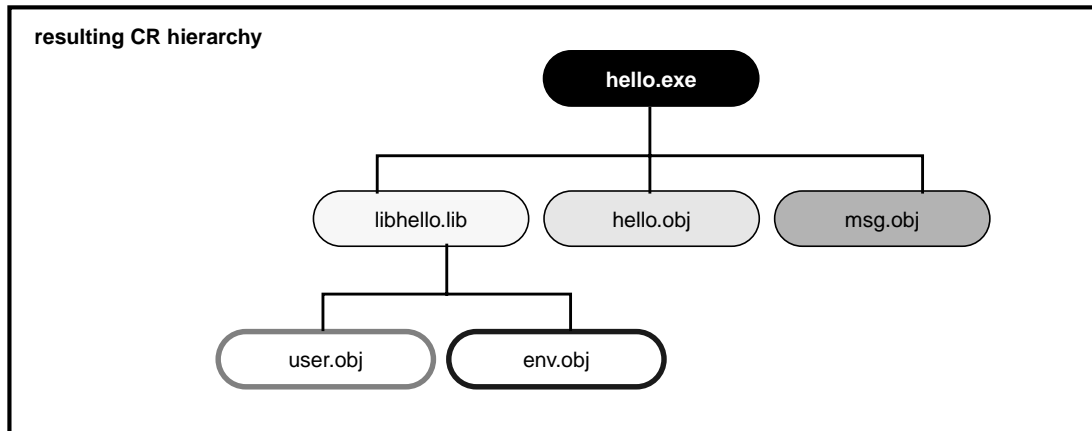 resulting CR hierarchy
hello.exe
libhello.lib
hello.obj
msg.obj
user.obj
env.obj